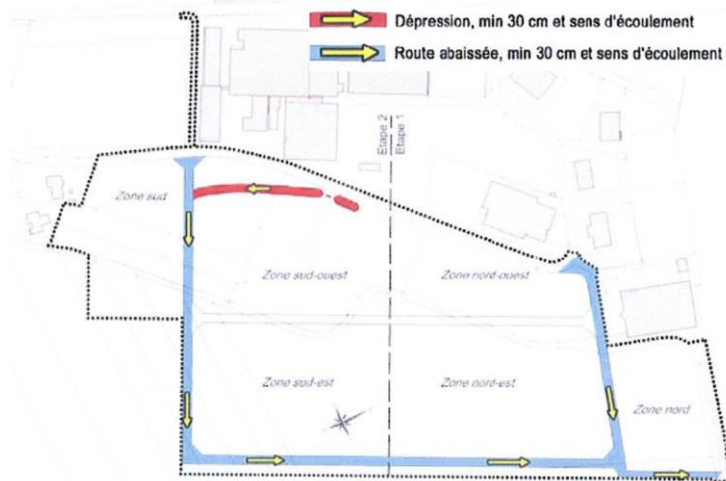 Dépression, min 30 cm et sens d'écoulement
Route abaissée, min 30 cm et sens d'écoulement
Etape 2
Etape 1
Zone sud
Zone sud-ouest
Zone nord-ouest
Zone sud-est
Zone nord-est
Zone nord